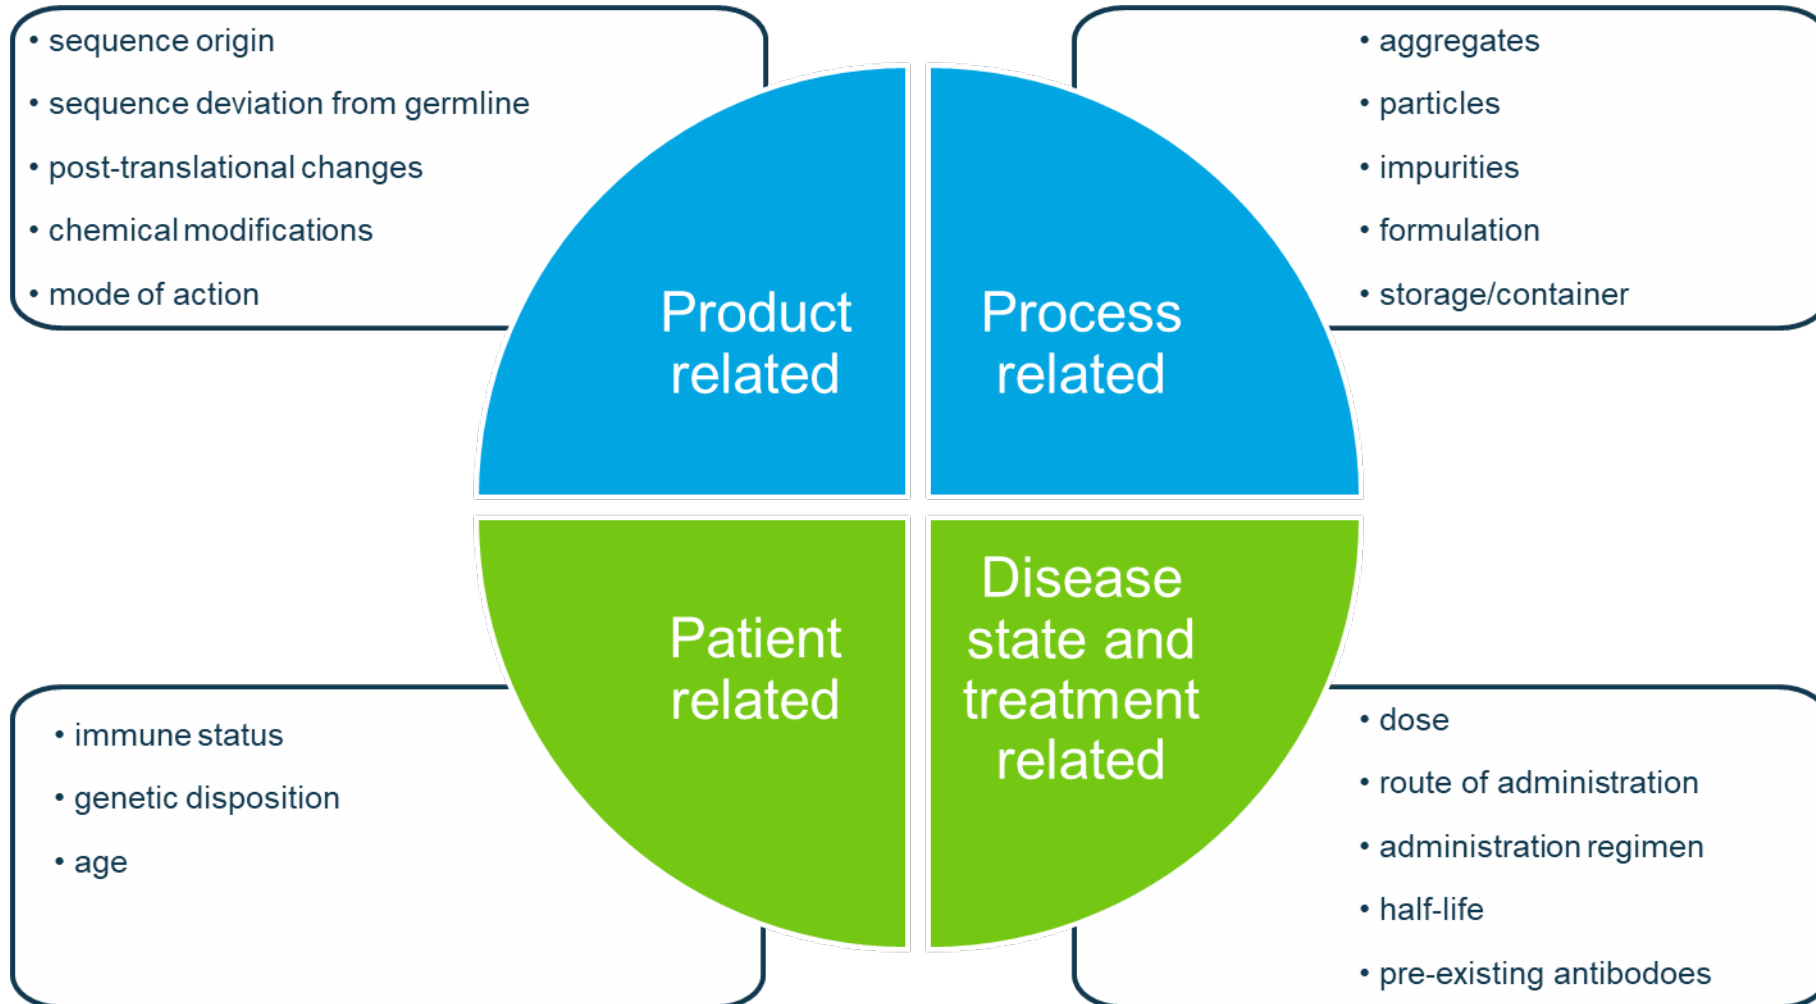 • sequence origin
• sequence deviation from germline
• post-translational changes
• chemical modifications
• mode of action
• aggregates
• particles
• impurities
• formulation
• storage/container
Product
related
Process
related
Patient
related
Disease
state and
treatment
related
• immune status
• genetic disposition
• age
• dose
• route of administration
• administration regimen
• half-life
• pre-existing antibodoes